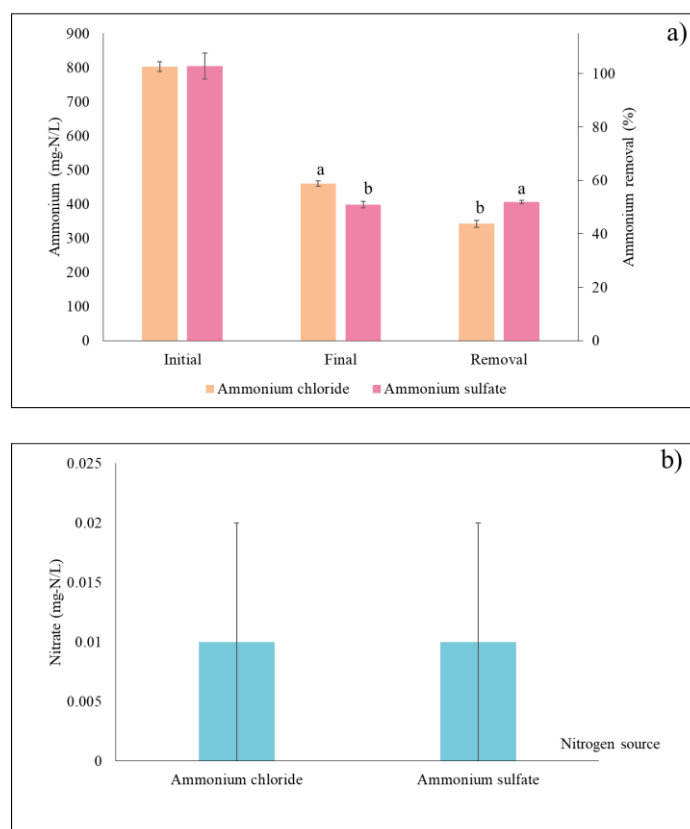 a)
900
800
700
600
500
400
300
200
100
0
Ammonium (mg-N/L)
100
80
60
40
20
0
Ammonium removal (%)
a
b
b
a
Initial Final Removal
Ammonium chloride Ammonium sulfate
b)
0.025
0.02
0.015
0.01
0.005
0
Nitrate (mg-N/L)
Nitrogen source
Ammonium chloride Ammonium sulfate